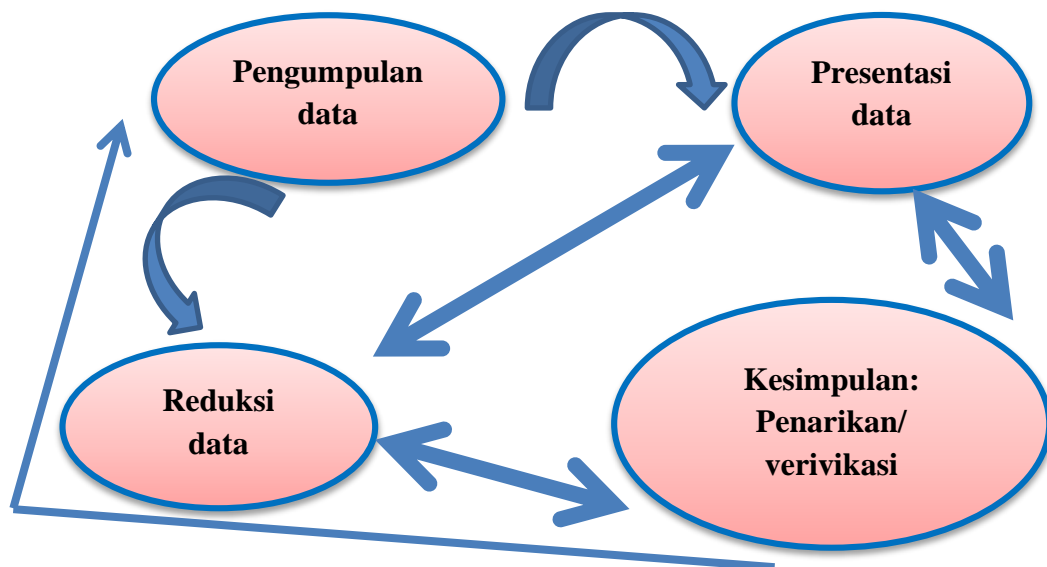 Pengumpulan
data
Presentasi
data
Reduksi
data
Kesimpulan:
Penarikan/
verivikasi